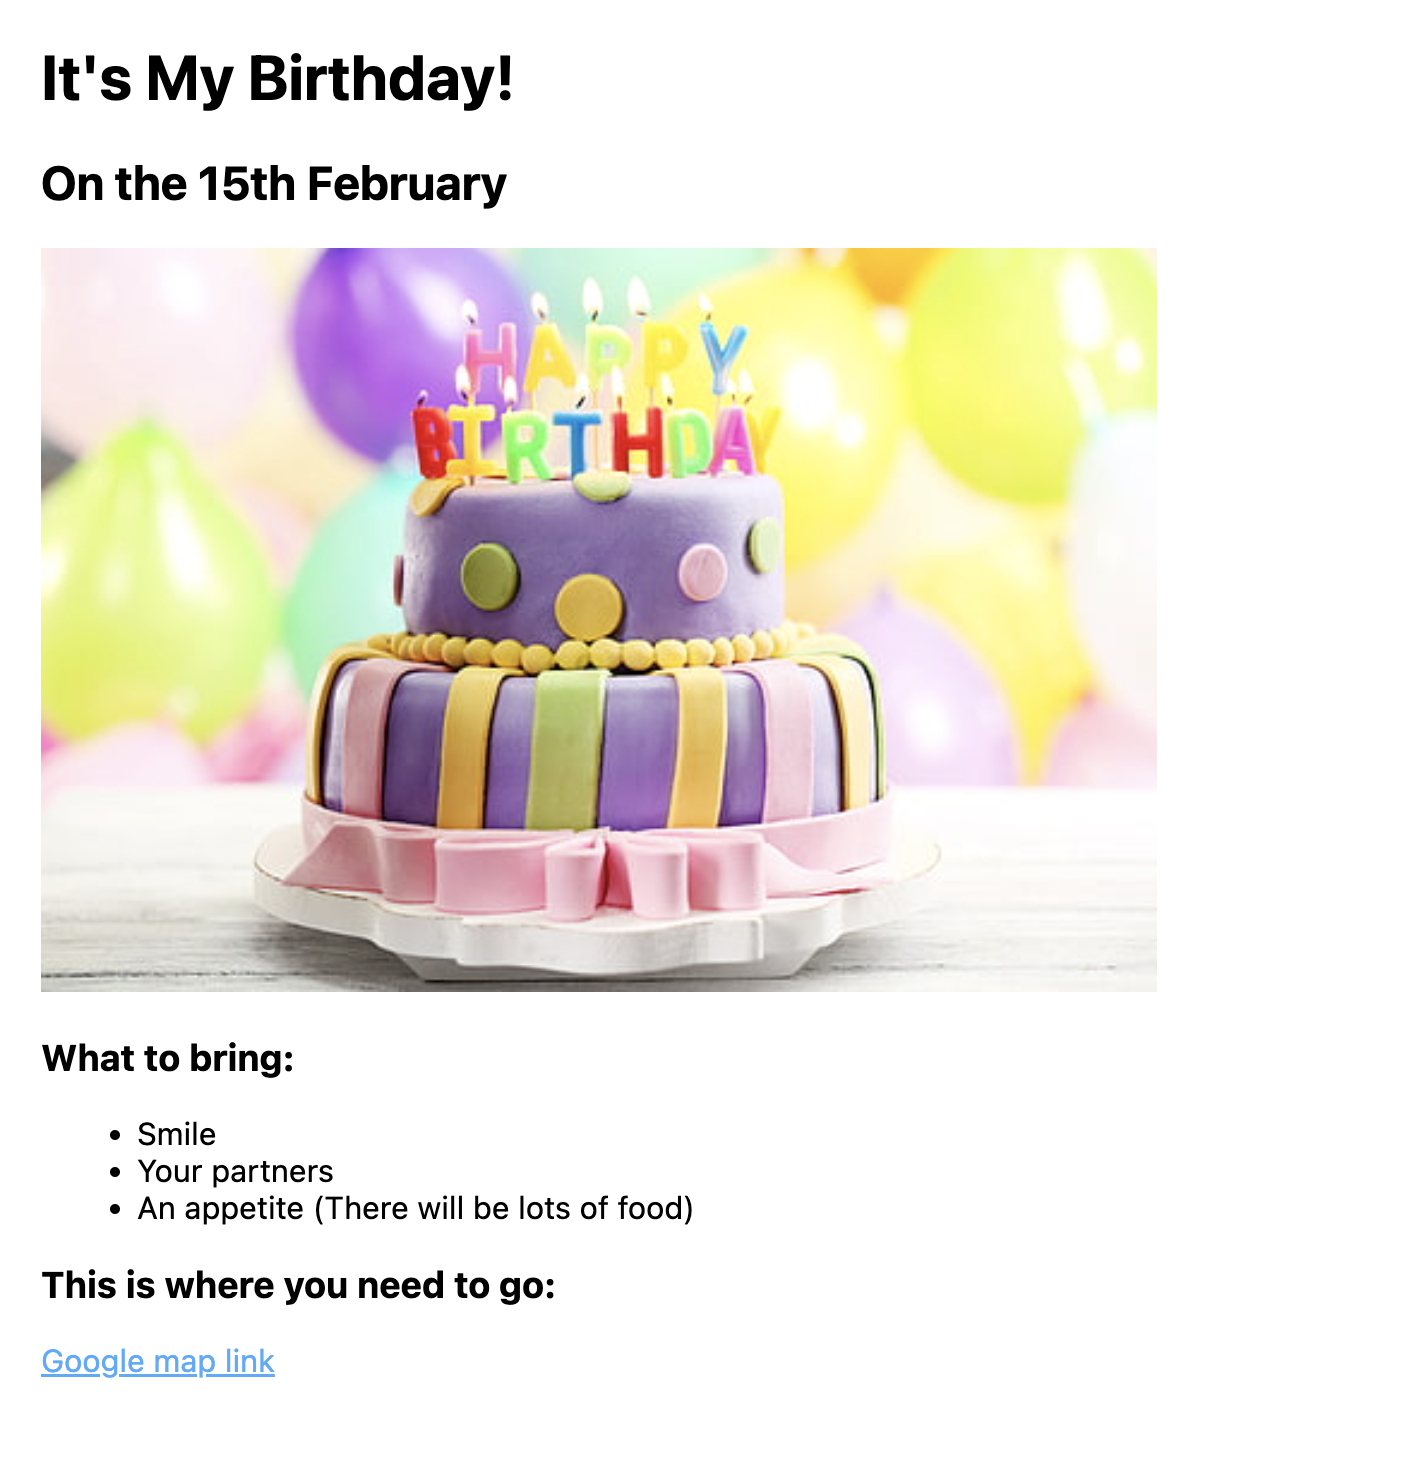 It's My Birthday!
On the 15th February
HAPPY
BIRTHDAY
What to bring:
Smile
Your partners
An appetite (There will be lots of food)
This is where you need to go:
Google map link